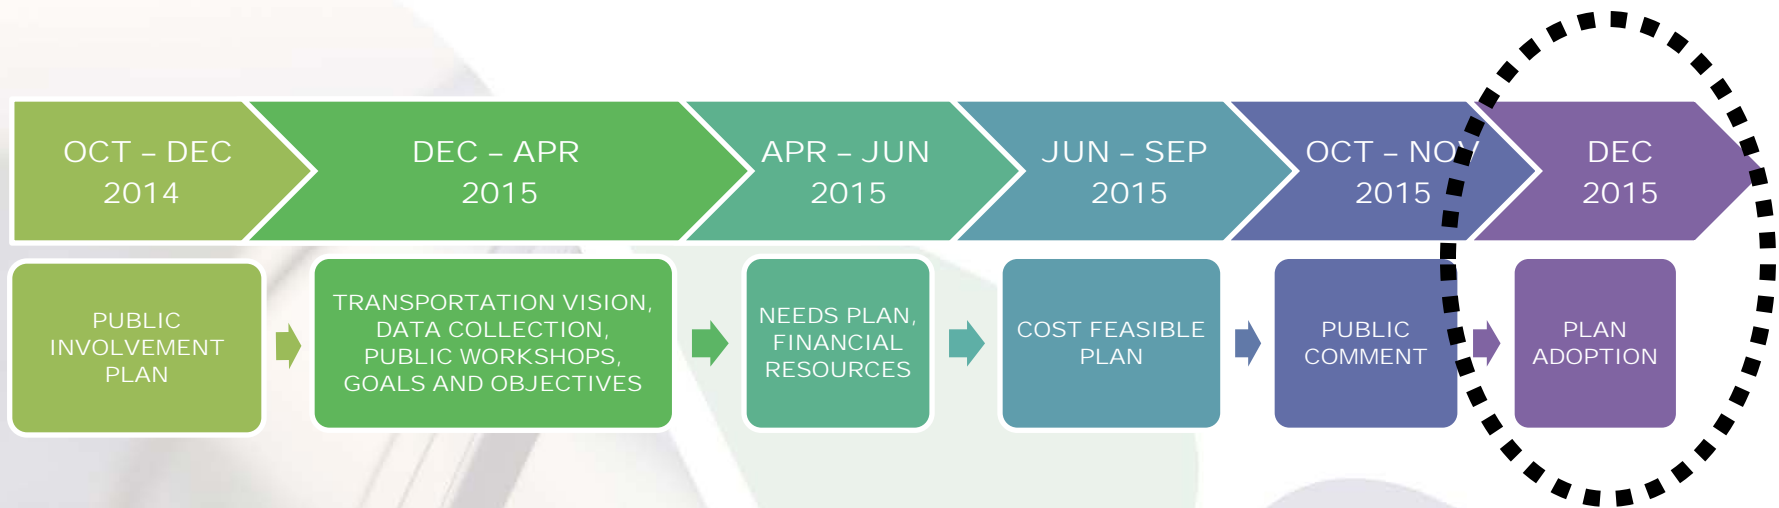 OCT – DEC
2014
DEC – APR
2015
APR – JUN
2015
JUN – SEP
2015
OCT – NOV
2015
DEC
2015
PUBLIC
INVOLVEMENT
PLAN
TRANSPORTATION VISION,
DATA COLLECTION,
PUBLIC WORKSHOPS,
GOALS AND OBJECTIVES
NEEDS PLAN,
FINANCIAL
RESOURCES
COST FEASIBLE
PLAN
PUBLIC
COMMENT
PLAN
ADOPTION